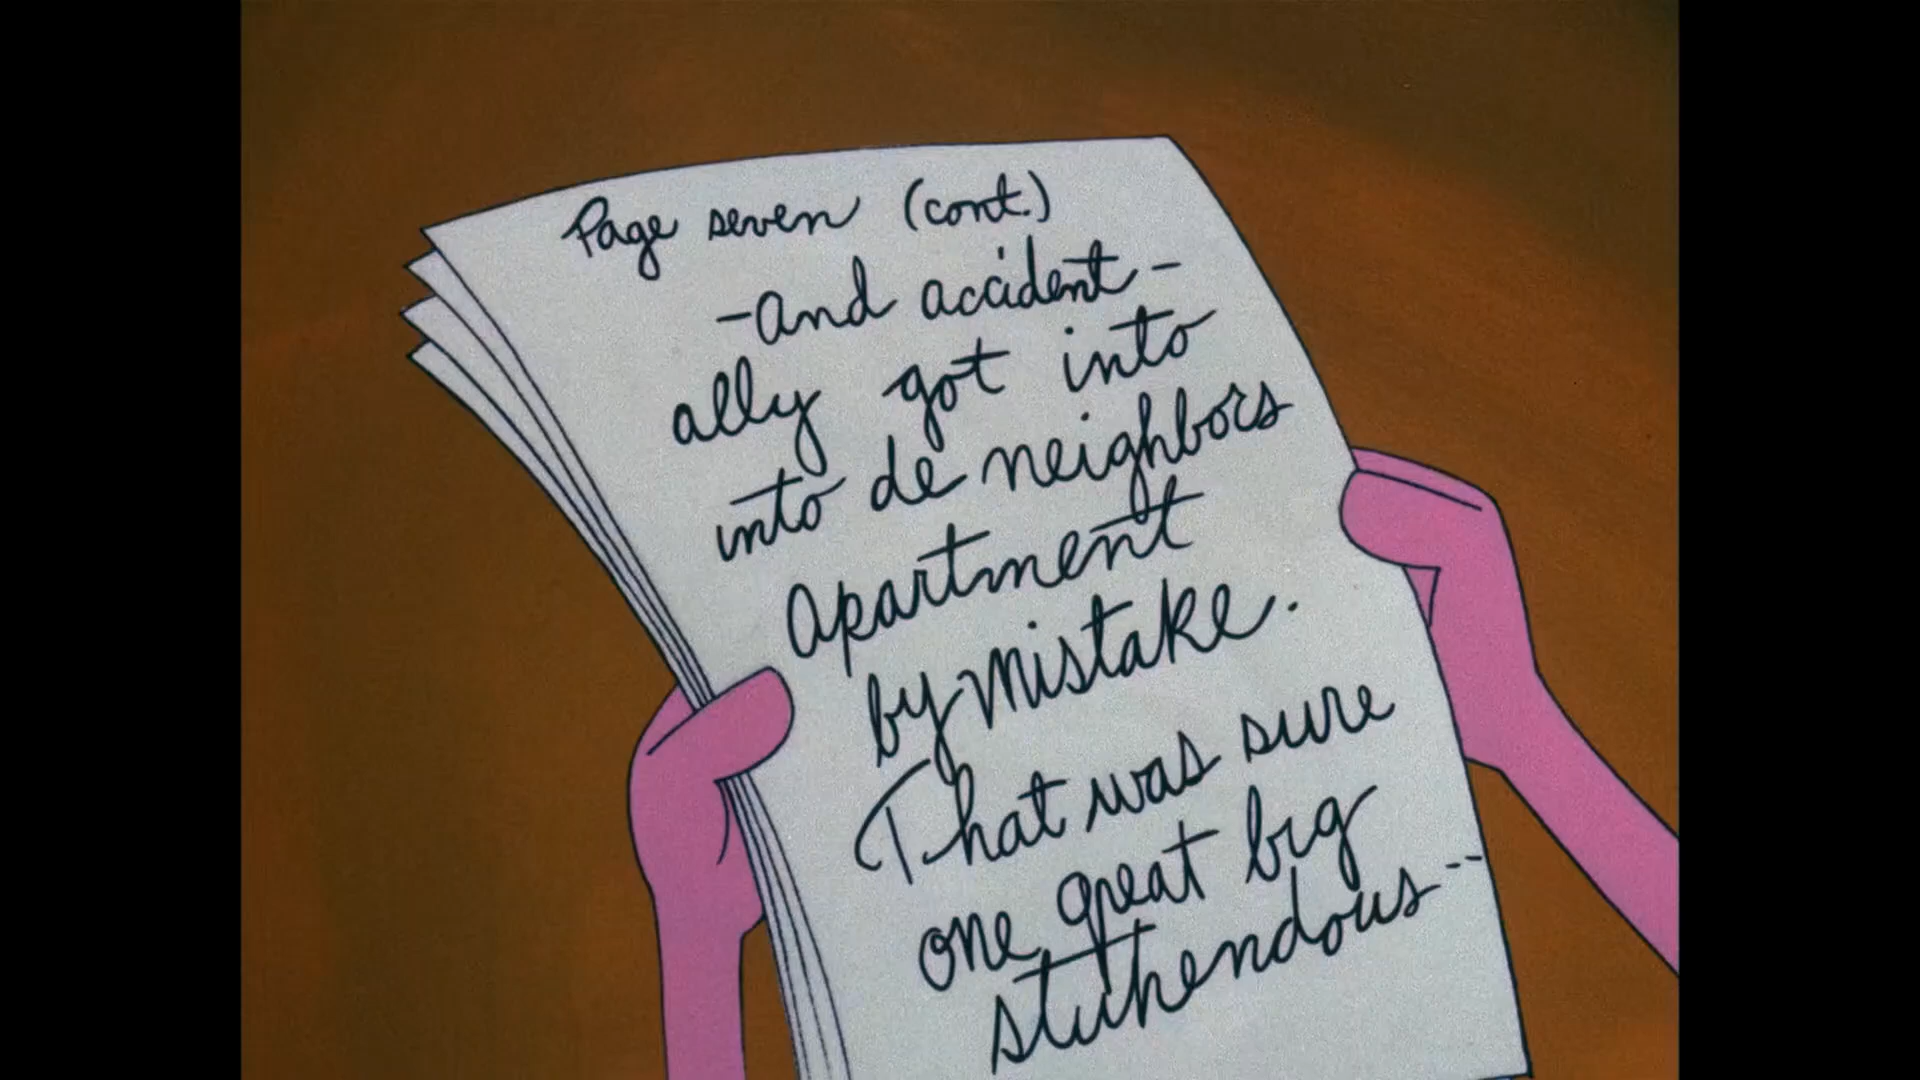 Page seven (cont.)
-And accident-
ally got into
into de neighbors
Apartment
by mistake.
That was sure
one great big
stupendous--